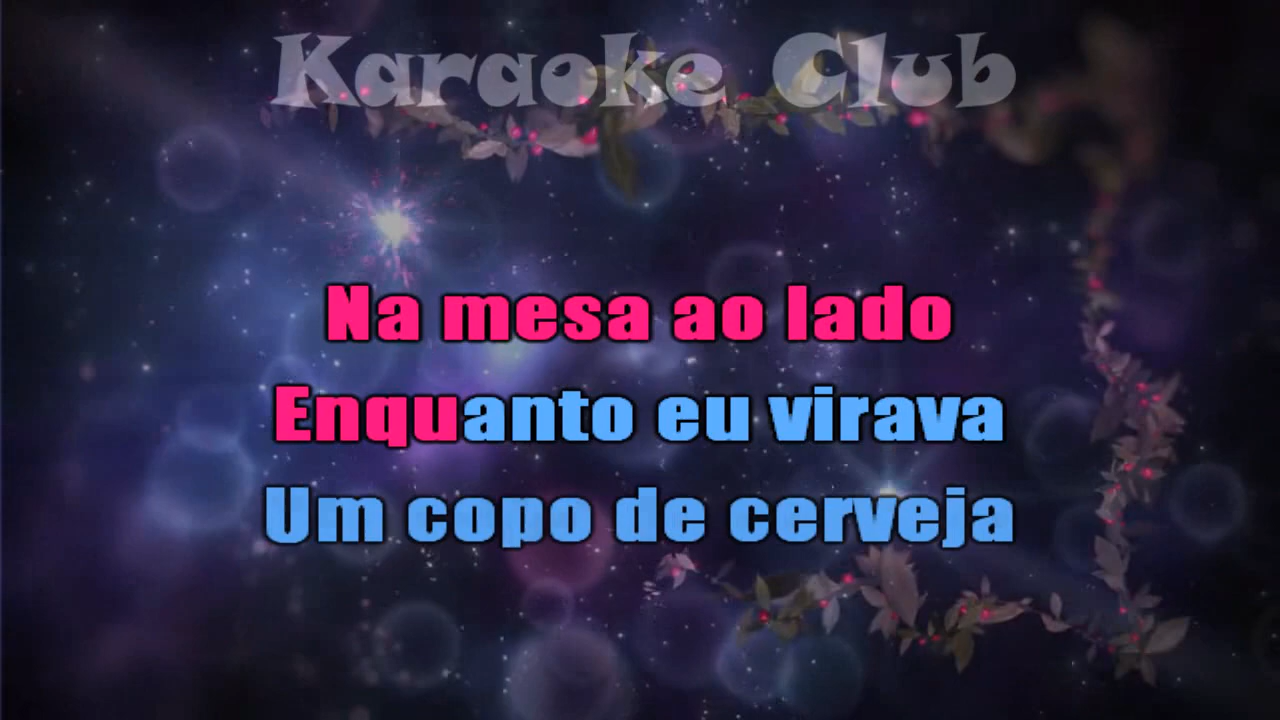 Karaoke Club
Na mesa ao lado
Enquanto eu virava
Um copo de cerveja